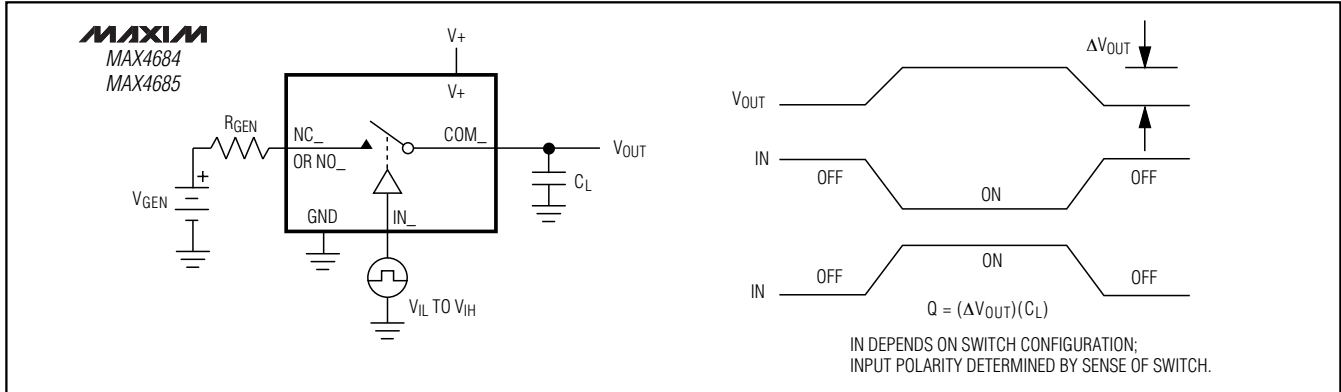 MAXIM
MAX4684
MAX4685
V+
V+
RGEN
NC_
OR NO_
COM_
VOUT
CL
VGEN
+
GND
IN_
VIL TO VIH
ΔVOUT
VOUT
IN
OFF
ON
OFF
IN
OFF
ON
OFF
Q = (ΔVOUT)(CL)
IN DEPENDS ON SWITCH CONFIGURATION;
INPUT POLARITY DETERMINED BY SENSE OF SWITCH.